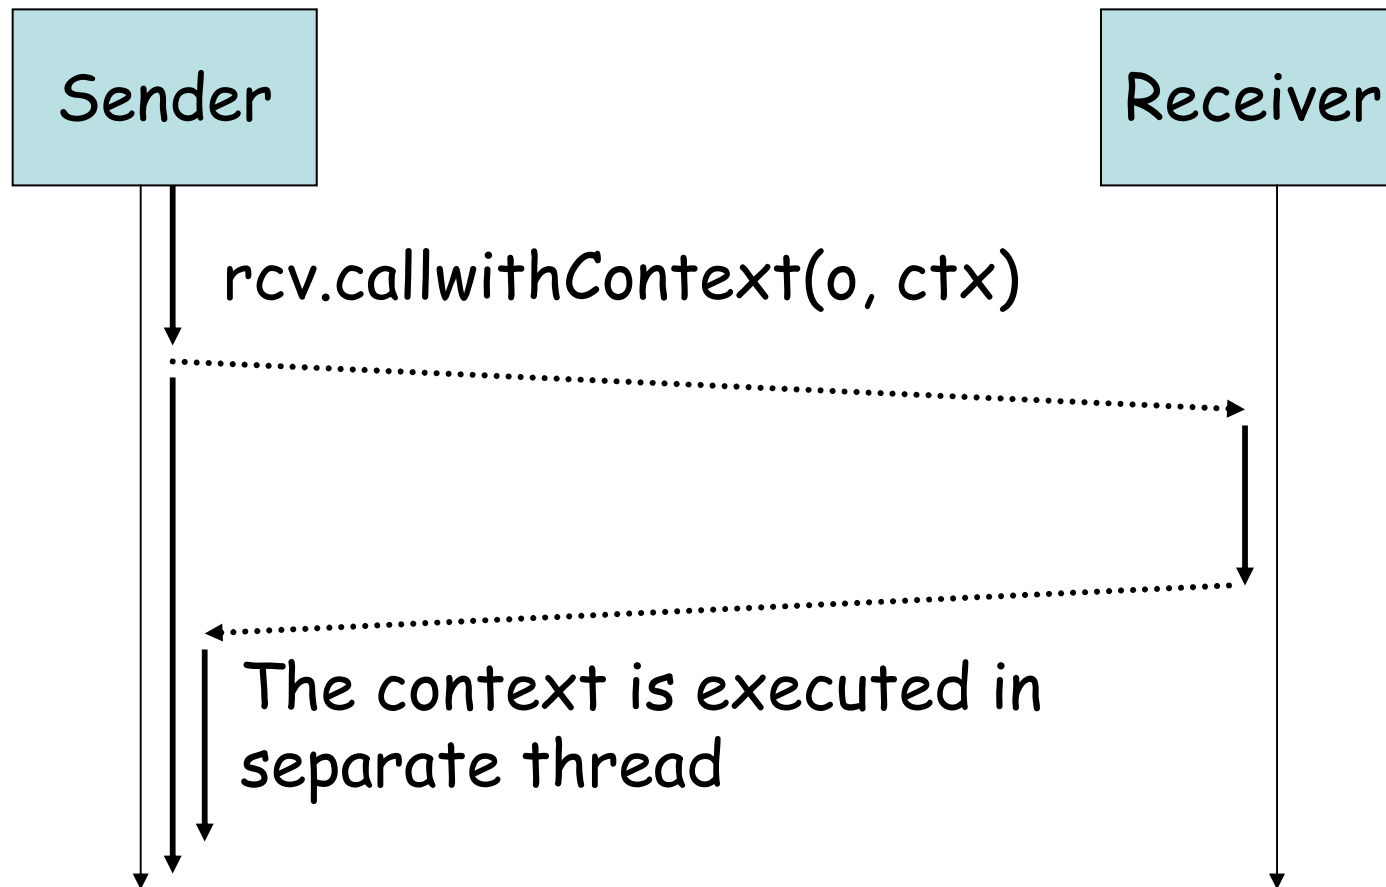 Sender
Receiver
rcv.callwithContext(o, ctx)
The context is executed in
separate thread